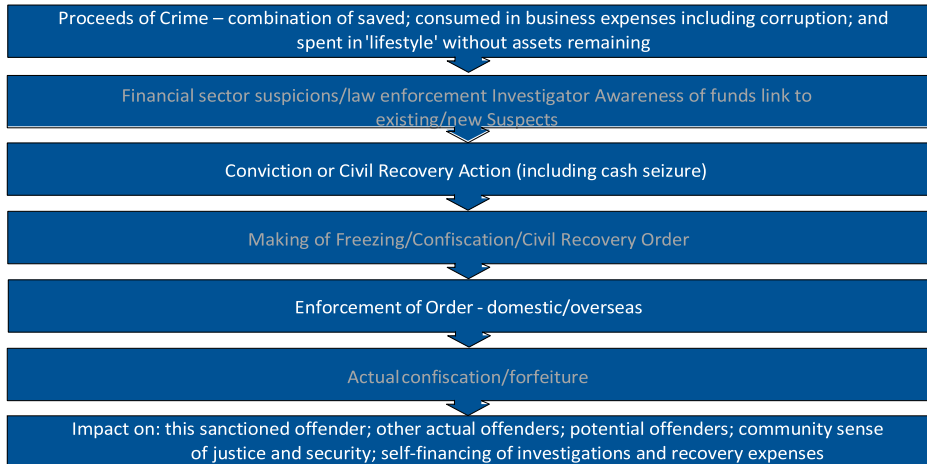 Proceeds of Crime – combination of saved; consumed in business expenses including corruption; and
spent in 'lifestyle' without assets remaining
Financial sector suspicions/law enforcement Investigator Awareness of funds link to
existing/new Suspects
Conviction or Civil Recovery Action (including cash seizure)
Making of Freezing/Confiscation/Civil Recovery Order
Enforcement of Order - domestic/overseas
Actual confiscation/forfeiture
Impact on: this sanctioned offender; other actual offenders; potential offenders; community sense
of justice and security; self-financing of investigations and recovery expenses